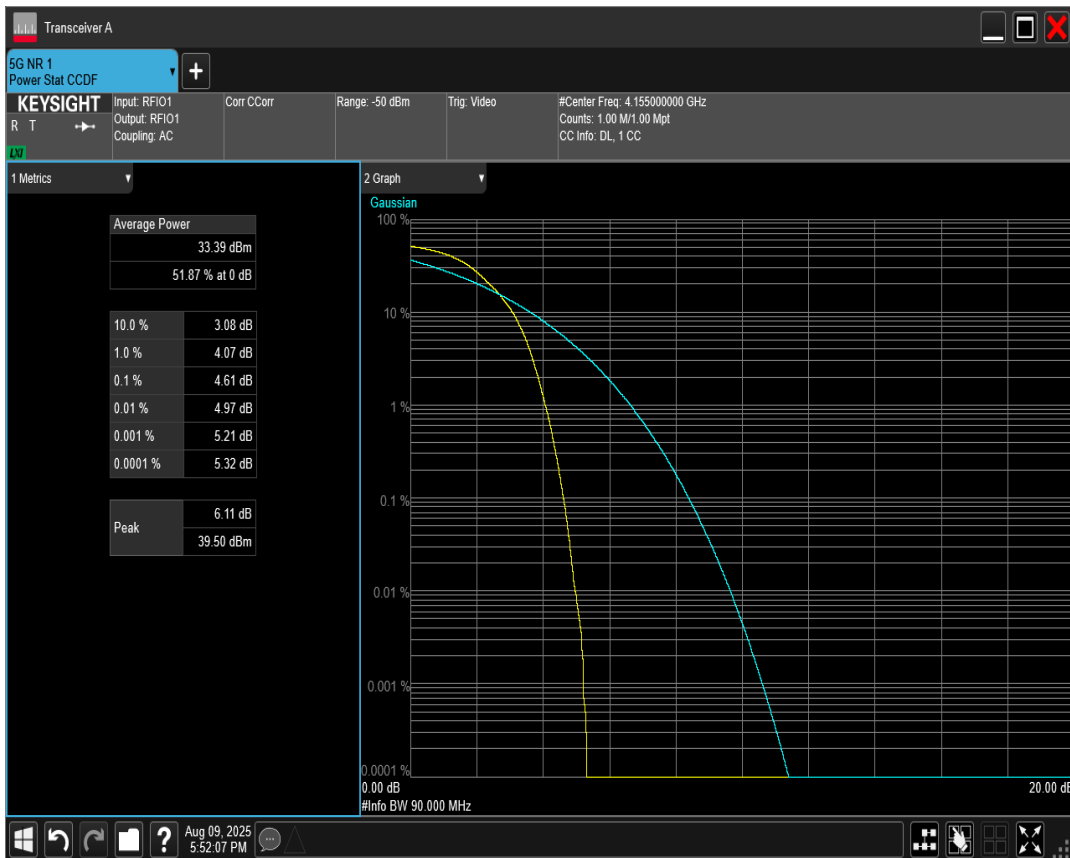 Transceiver A
5G NR 1
Power Stat CCDF
KEYSIGHT
R T
LXI
Input: RFIO1
Output: RFIO1
Coupling: AC
Corr CCorr
Range: -50 dBm
Trig: Video
#Center Freq: 4.155000000 GHz
Counts: 1.00 M/1.00 Mpt
CC Info: DL, 1 CC
1 Metrics
Average Power
33.39 dBm
51.87 % at 0 dB
10.0 % 3.08 dB
1.0 % 4.07 dB
0.1 % 4.61 dB
0.01 % 4.97 dB
0.001 % 5.21 dB
0.0001 % 5.32 dB
Peak
6.11 dB
39.50 dBm
2 Graph
Gaussian
100 %
10 %
1 %
0.1 %
0.01 %
0.001 %
0.0001 %
0.00 dB 20.00 dB
#Info BW 90.000 MHz
?
Aug 09, 2025
5:52:07 PM